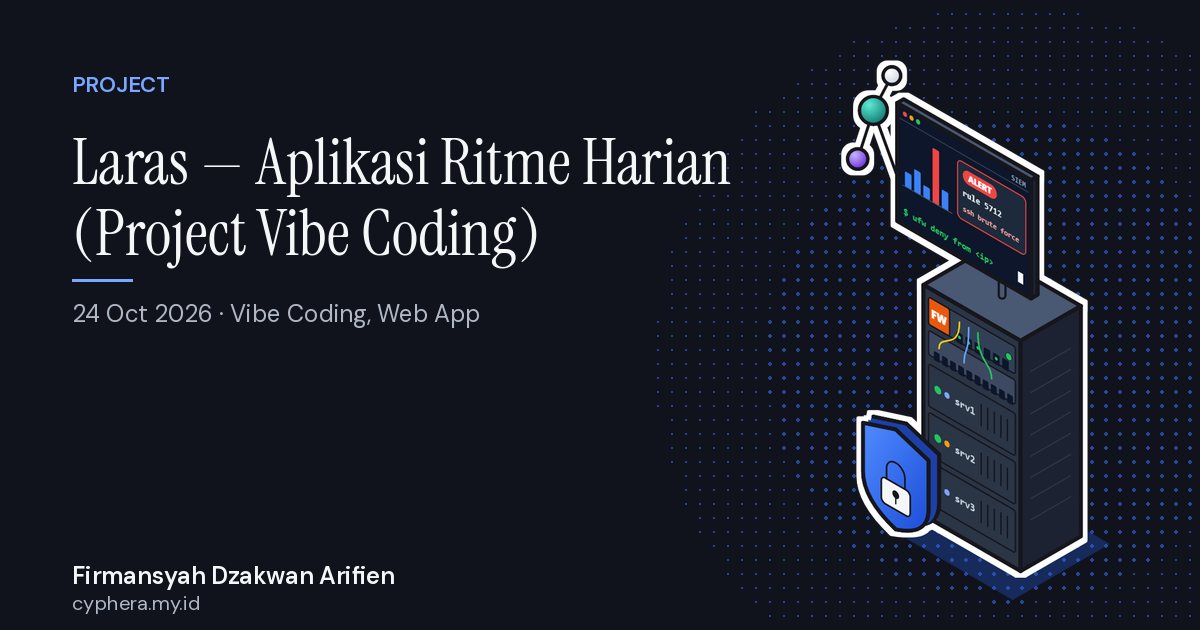 PROJECT
Laras — Aplikasi Ritme Harian
(Project Vibe Coding)
24 Oct 2026 · Vibe Coding, Web App
SIEM
ALERT
rule 5712
ssh brute force
$ ufw deny from <ip>
FW
srv1
srv2
srv3
Firmansyah Dzakwan Arifien
cyphera.my.id